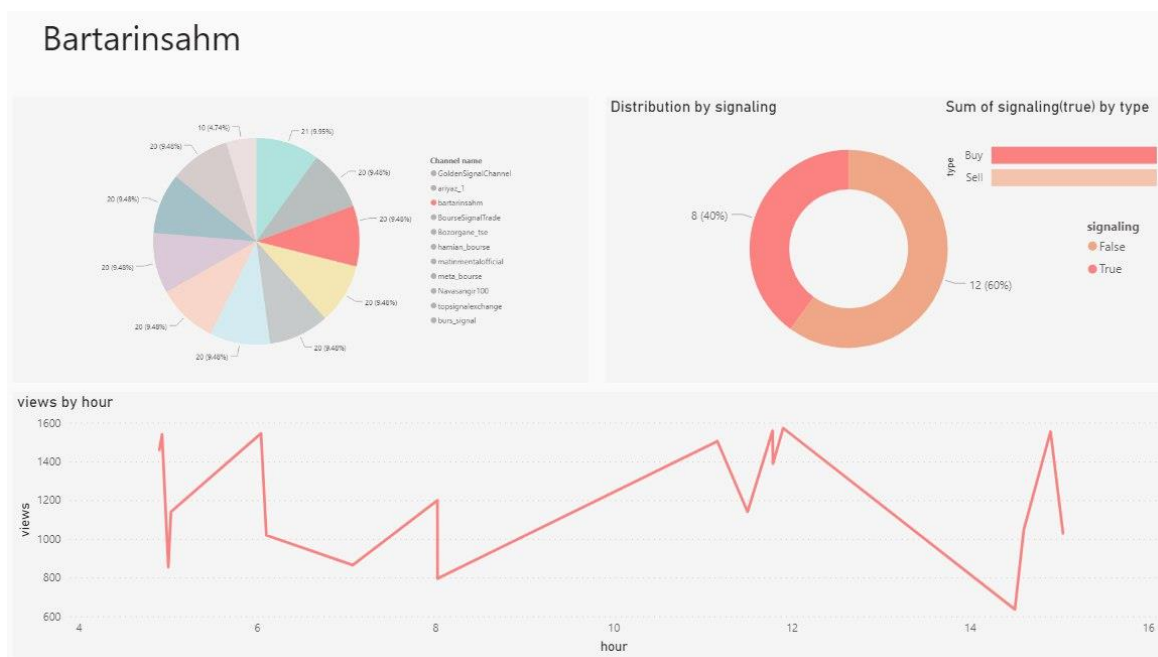 Bartarinsahm
10 (4.74%)
21 (9.95%)
20 (9.48%)
20 (9.48%)
20 (9.48%)
20 (9.48%)
20 (9.48%)
20 (9.48%)
20 (9.48%)
20 (9.48%)
20 (9.48%)
20 (9.48%)
Channel name
GoldenSignalChannel
ariyaz_1
bartarinsahm
BourseSignalTrade
Bozorgane_tse
hamian_bourse
matinmentalofficial
meta_bourse
Navasangir100
topsignalexchange
burs_signal
Distribution by signaling
8 (40%)
12 (60%)
Sum of signaling(true) by type
type
Buy
Sell
signaling
False
True
views by hour
views
1600
1400
1200
1000
800
600
4
6
8
10
12
14
16
hour